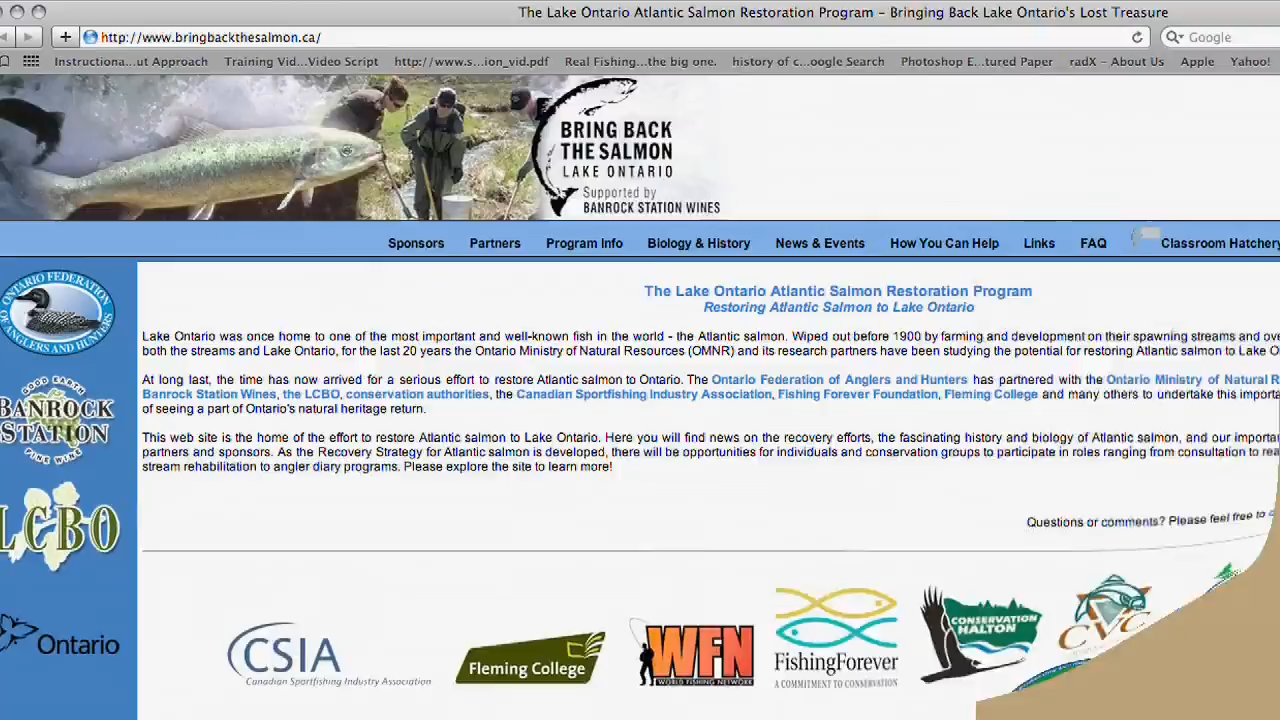 The Lake Ontario Atlantic Salmon Restoration Program – Bringing Back Lake Ontario's Lost Treasure
http://www.bringbackthesalmon.ca/
Google
Instructiona...ut Approach Training Vid...Video Script http://www.s...ion_vid.pdf Real Fishing...the big one. history of c...oogle Search Photoshop E...tured Paper radX – About Us Apple Yahoo!
BRING BACK
THE SALMON
LAKE ONTARIO
Supported by
BANROCK STATION WINES
Sponsors Partners Program Info Biology & History News & Events How You Can Help Links FAQ Classroom Hatchery
ONTARIO FEDERATION
OF ANGLERS AND HUNTERS
The Lake Ontario Atlantic Salmon Restoration Program
Restoring Atlantic Salmon to Lake Ontario
Lake Ontario was once home to one of the most important and well-known fish in the world - the Atlantic salmon. Wiped out before 1900 by farming and development on their spawning streams and ove
both the streams and Lake Ontario, for the last 20 years the Ontario Ministry of Natural Resources (OMNR) and its research partners have been studying the potential for restoring Atlantic salmon to Lake O
At long last, the time has now arrived for a serious effort to restore Atlantic salmon to Ontario. The Ontario Federation of Anglers and Hunters has partnered with the Ontario Ministry of Natural R
Banrock Station Wines, the LCBO, conservation authorities, the Canadian Sportfishing Industry Association, Fishing Forever Foundation, Fleming College and many others to undertake this importa
of seeing a part of Ontario's natural heritage return.
This web site is the home of the effort to restore Atlantic salmon to Lake Ontario. Here you will find news on the recovery efforts, the fascinating history and biology of Atlantic salmon, and our importa
partners and sponsors. As the Recovery Strategy for Atlantic salmon is developed, there will be opportunities for individuals and conservation groups to participate in roles ranging from consultation to rea
stream rehabilitation to angler diary programs. Please explore the site to learn more!
GOOD EARTH
BANROCK
STATION
FINE WINE
LCBO
Questions or comments? Please feel free to
Ontario
CSIA
Canadian Sportfishing Industry Association
Fleming College
WFN
WORLD FISHING NETWORK
FishingForever
A COMMITMENT TO CONSERVATION
CONSERVATION
HALTON
CVC